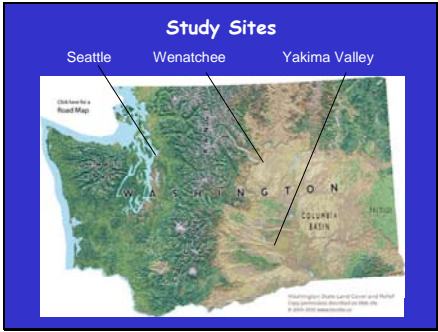 Study Sites
Seattle Wenatchee Yakima Valley
Click here for a
Road Map
WASHINGTON
COLUMBIA
BASIN
Washington State Land Cover and Relief